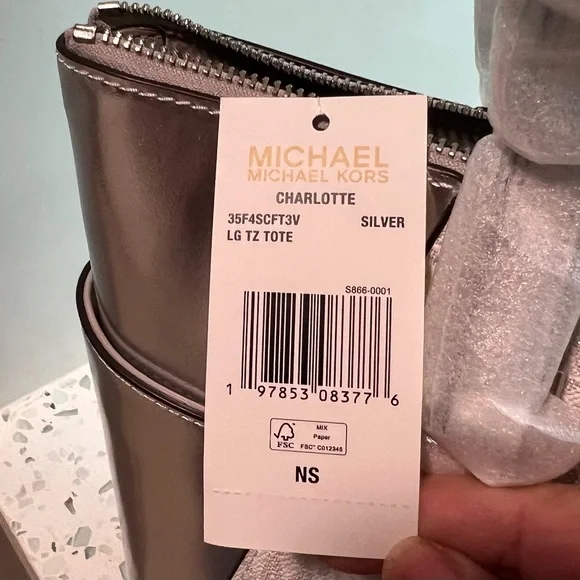 MICHAEL
MICHAEL KORS
CHARLOTTE
35F4SCFT3V SILVER
LG TZ TOTE
S866-0001
1 97853 08377 6
FSC
MIX
Paper
FSC® C012345
NS